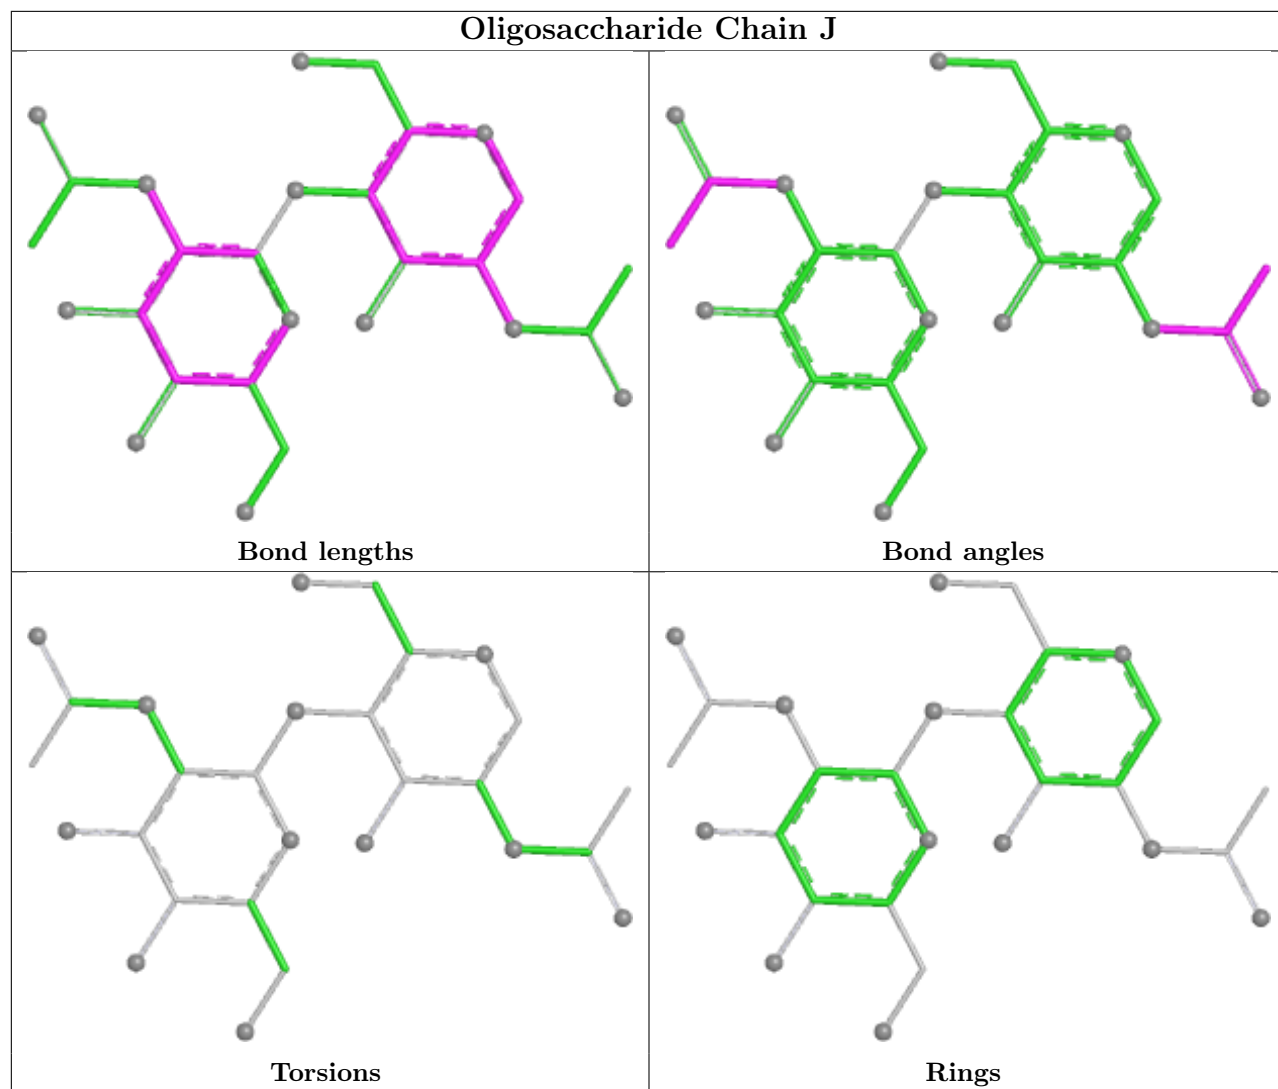 Oligosaccharide Chain J
Bond lengths
Bond angles
Torsions
Rings